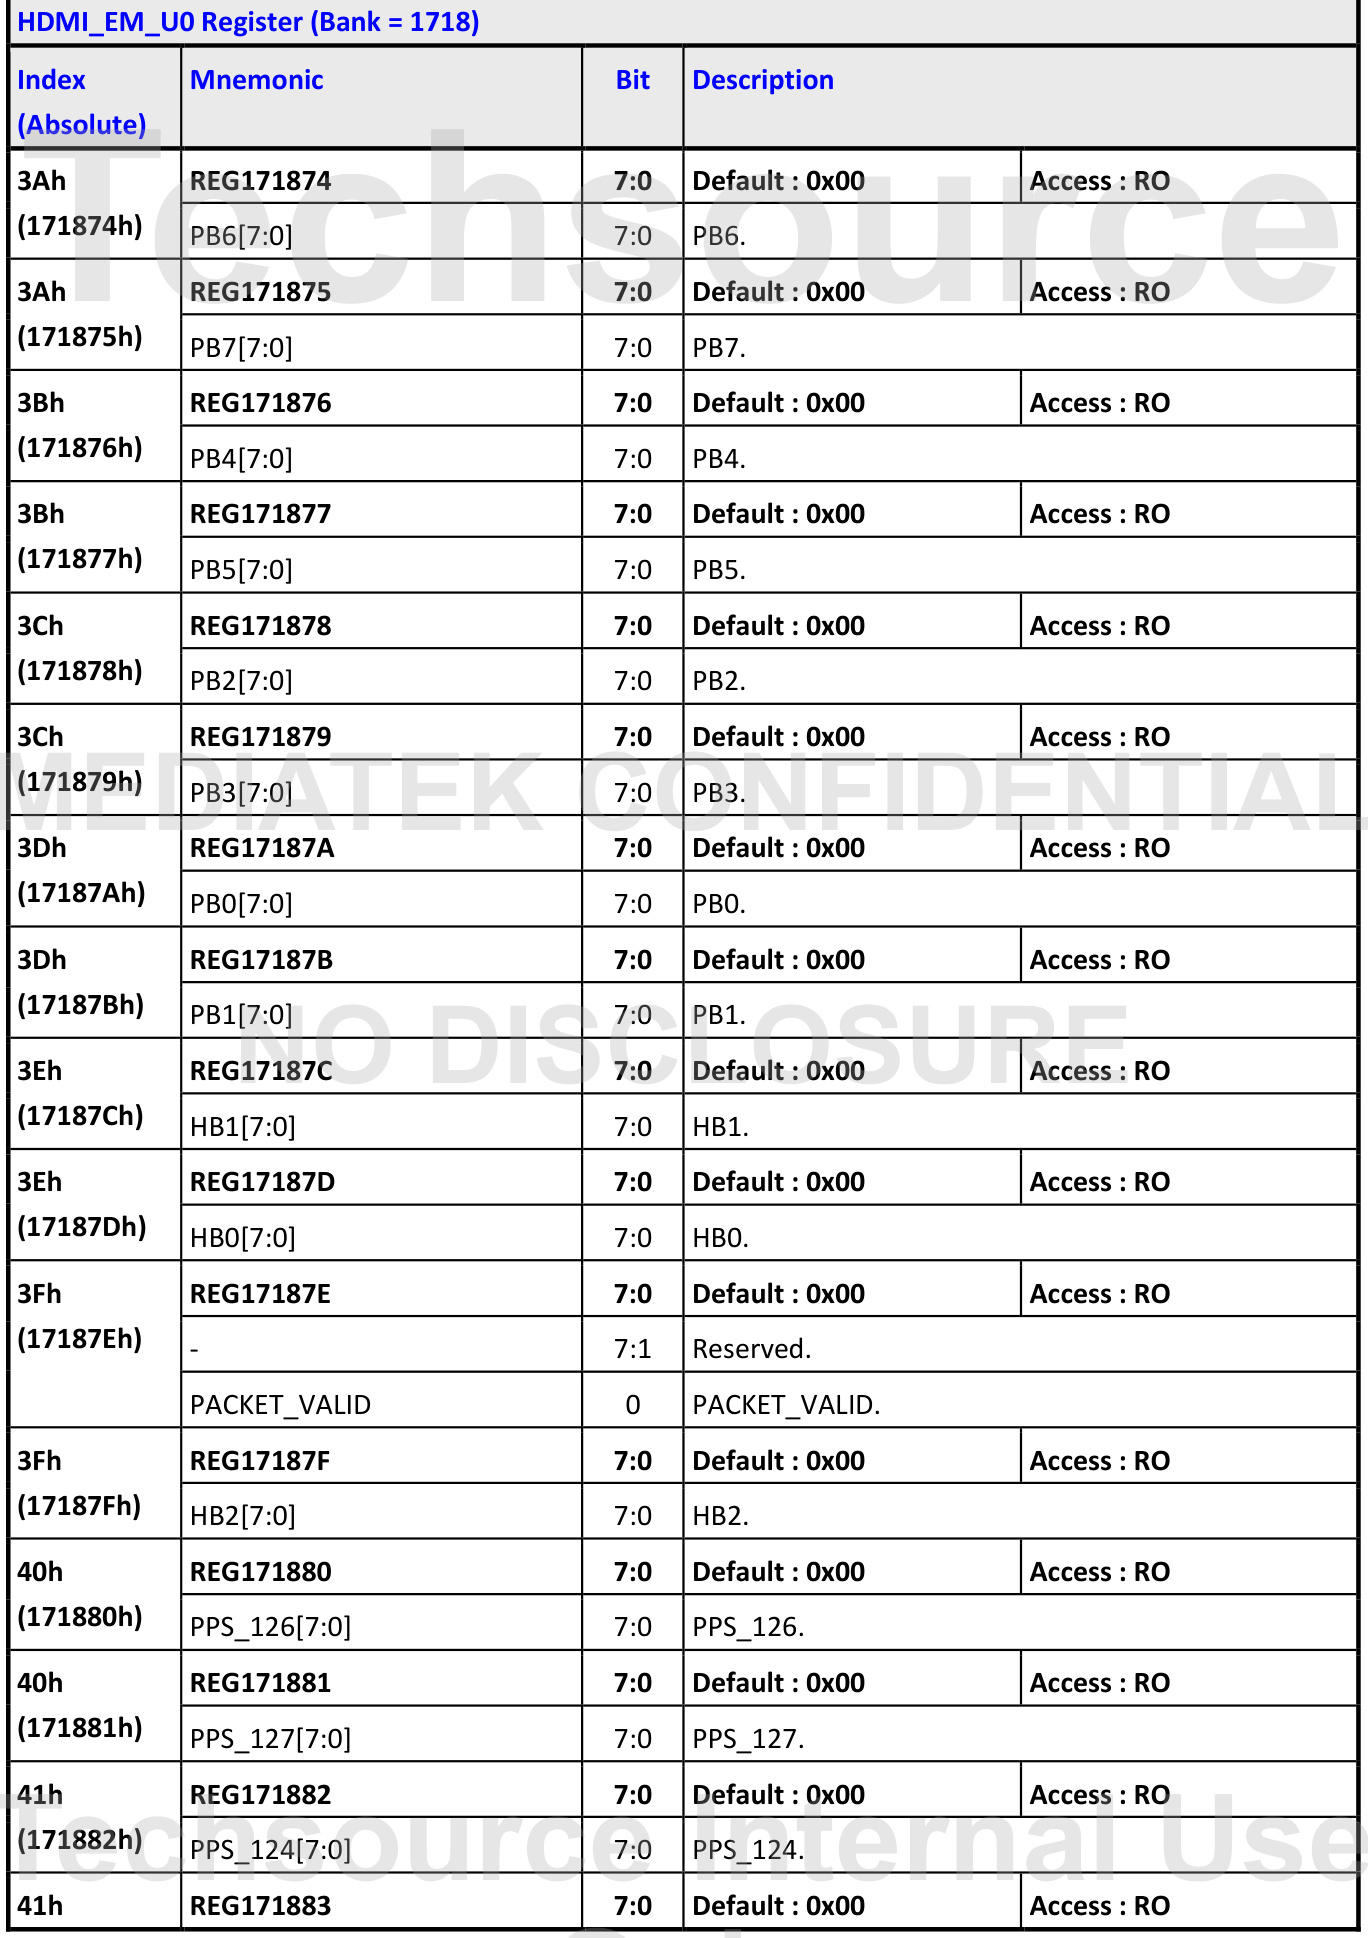 HDMI_EM_U0 Register (Bank = 1718)
Index (Absolute) Mnemonic Bit Description
3Ah (171874h) REG171874 7:0 Default : 0x00 Access : RO
PB6[7:0] 7:0 PB6.
3Ah (171875h) REG171875 7:0 Default : 0x00 Access : RO
PB7[7:0] 7:0 PB7.
3Bh (171876h) REG171876 7:0 Default : 0x00 Access : RO
PB4[7:0] 7:0 PB4.
3Bh (171877h) REG171877 7:0 Default : 0x00 Access : RO
PB5[7:0] 7:0 PB5.
3Ch (171878h) REG171878 7:0 Default : 0x00 Access : RO
PB2[7:0] 7:0 PB2.
3Ch (171879h) REG171879 7:0 Default : 0x00 Access : RO
PB3[7:0] 7:0 PB3.
3Dh (17187Ah) REG17187A 7:0 Default : 0x00 Access : RO
PB0[7:0] 7:0 PB0.
3Dh (17187Bh) REG17187B 7:0 Default : 0x00 Access : RO
PB1[7:0] 7:0 PB1.
3Eh (17187Ch) REG17187C 7:0 Default : 0x00 Access : RO
HB1[7:0] 7:0 HB1.
3Eh (17187Dh) REG17187D 7:0 Default : 0x00 Access : RO
HB0[7:0] 7:0 HB0.
3Fh (17187Eh) REG17187E 7:0 Default : 0x00 Access : RO
- 7:1 Reserved.
PACKET_VALID 0 PACKET_VALID.
3Fh (17187Fh) REG17187F 7:0 Default : 0x00 Access : RO
HB2[7:0] 7:0 HB2.
40h (171880h) REG171880 7:0 Default : 0x00 Access : RO
PPS_126[7:0] 7:0 PPS_126.
40h (171881h) REG171881 7:0 Default : 0x00 Access : RO
PPS_127[7:0] 7:0 PPS_127.
41h (171882h) REG171882 7:0 Default : 0x00 Access : RO
PPS_124[7:0] 7:0 PPS_124.
41h REG171883 7:0 Default : 0x00 Access : RO
Techsource
MEDIATEK CONFIDENTIAL
NO DISCLOSURE
Techsource Internal Use